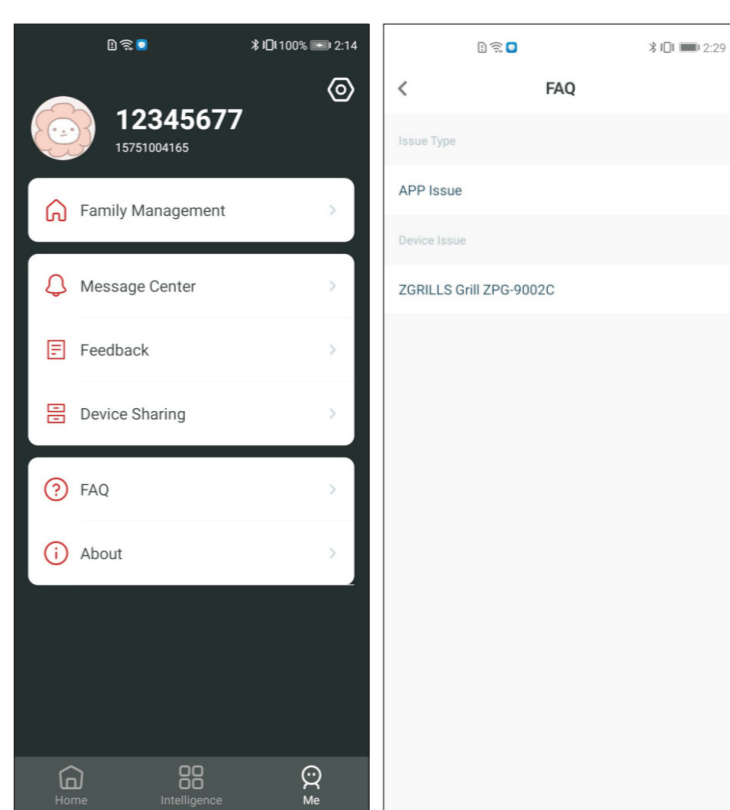 100% 2:14
12345677
15751004165
Family Management
Message Center
Feedback
Device Sharing
FAQ
About
Home
Intelligence
Me
2:29
FAQ
Issue Type
APP Issue
Device Issue
ZGRILLS Grill ZPG-9002C